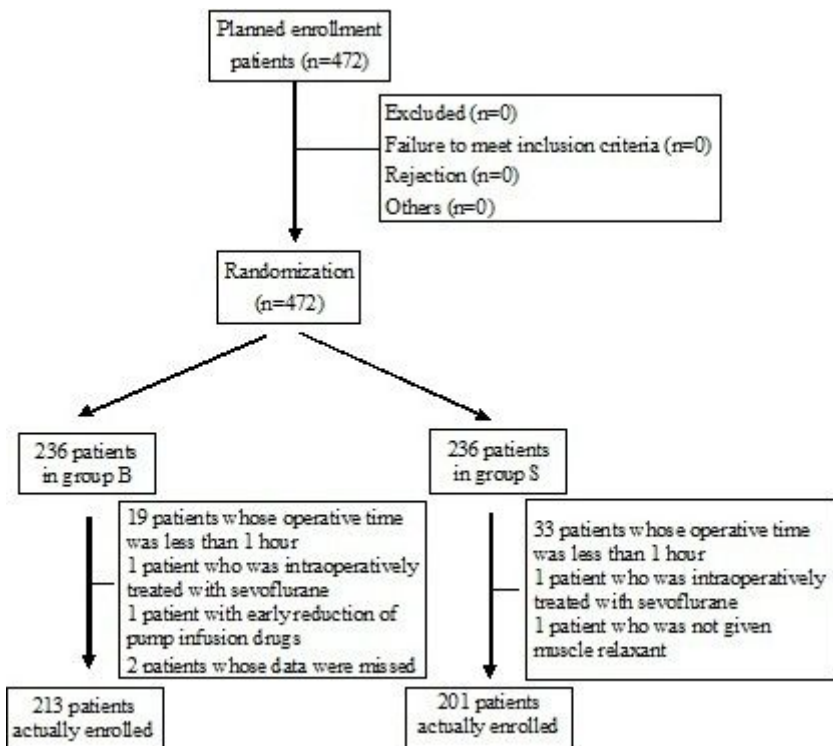 Planned enrollment
patients (n=472)
Excluded (n=0)
Failure to meet inclusion criteria (n=0)
Rejection (n=0)
Others (n=0)
Randomization
(n=472)
236 patients
in group B
236 patients
in group S
19 patients whose operative time
was less than 1 hour
1 patient who was intraoperatively
treated with sevoflurane
1 patient with early reduction of
pump infusion drugs
2 patients whose data were missed
33 patients whose operative time
was less than 1 hour
1 patient who was intraoperatively
treated with sevoflurane
1 patient who was not given
muscle relaxant
213 patients
actually enrolled
201 patients
actually enrolled